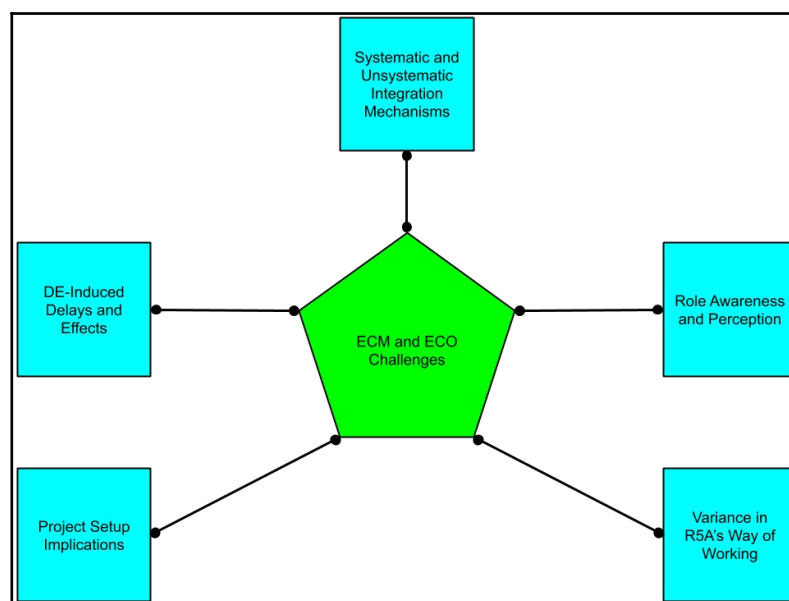 Systematic and
Unsystematic
Integration
Mechanisms
DE-Induced
Delays and
Effects
Role Awareness
and Perception
ECM and ECO
Challenges
Project Setup
Implications
Variance in
R5A's Way of
Working